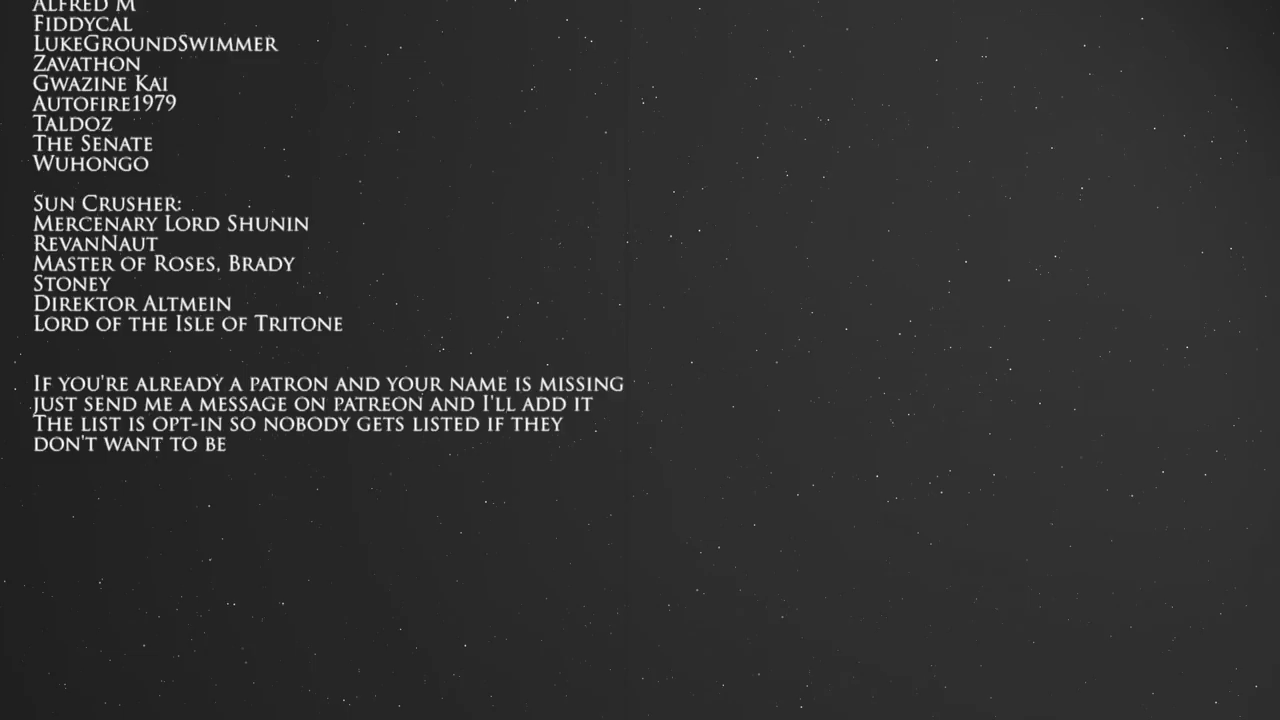 Alfred M
Fiddycal
LukeGroundSwimmer
Zavathon
Gwazine Kai
Autofire1979
Taldoz
The Senate
Wuhongo
Sun Crusher:
Mercenary Lord Shunin
RevanNaut
Master of Roses, Brady
Stoney
Direktor Altmein
Lord of the Isle of Tritone
If you're already a patron and your name is missing
just send me a message on patreon and I'll add it
The list is opt-in so nobody gets listed if they
don't want to be